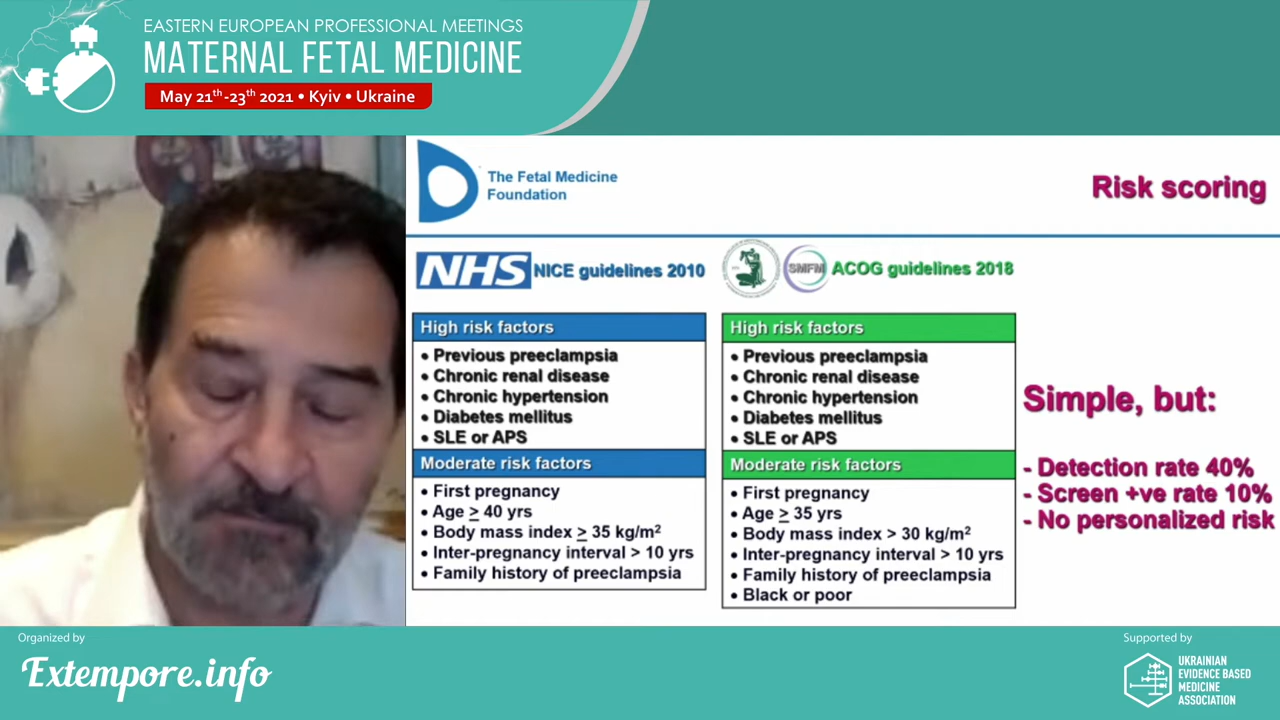 EASTERN EUROPEAN PROFESSIONAL MEETINGS
MATERNAL FETAL MEDICINE
May 21th-23th 2021 • Kyiv • Ukraine
The Fetal Medicine
Foundation
Risk scoring
NHS NICE guidelines 2010
SMFM ACOG guidelines 2018
High risk factors
• Previous preeclampsia
• Chronic renal disease
• Chronic hypertension
• Diabetes mellitus
• SLE or APS
Moderate risk factors
• First pregnancy
• Age ≥ 40 yrs
• Body mass index ≥ 35 kg/m²
• Inter-pregnancy interval > 10 yrs
• Family history of preeclampsia
High risk factors
• Previous preeclampsia
• Chronic renal disease
• Chronic hypertension
• Diabetes mellitus
• SLE or APS
Moderate risk factors
• First pregnancy
• Age ≥ 35 yrs
• Body mass index > 30 kg/m²
• Inter-pregnancy interval > 10 yrs
• Family history of preeclampsia
• Black or poor
Simple, but:
- Detection rate 40%
- Screen +ve rate 10%
- No personalized risk
Organized by
Extempore.info
Supported by
UKRAINIAN
EVIDENCE BASED
MEDICINE
ASSOCIATION